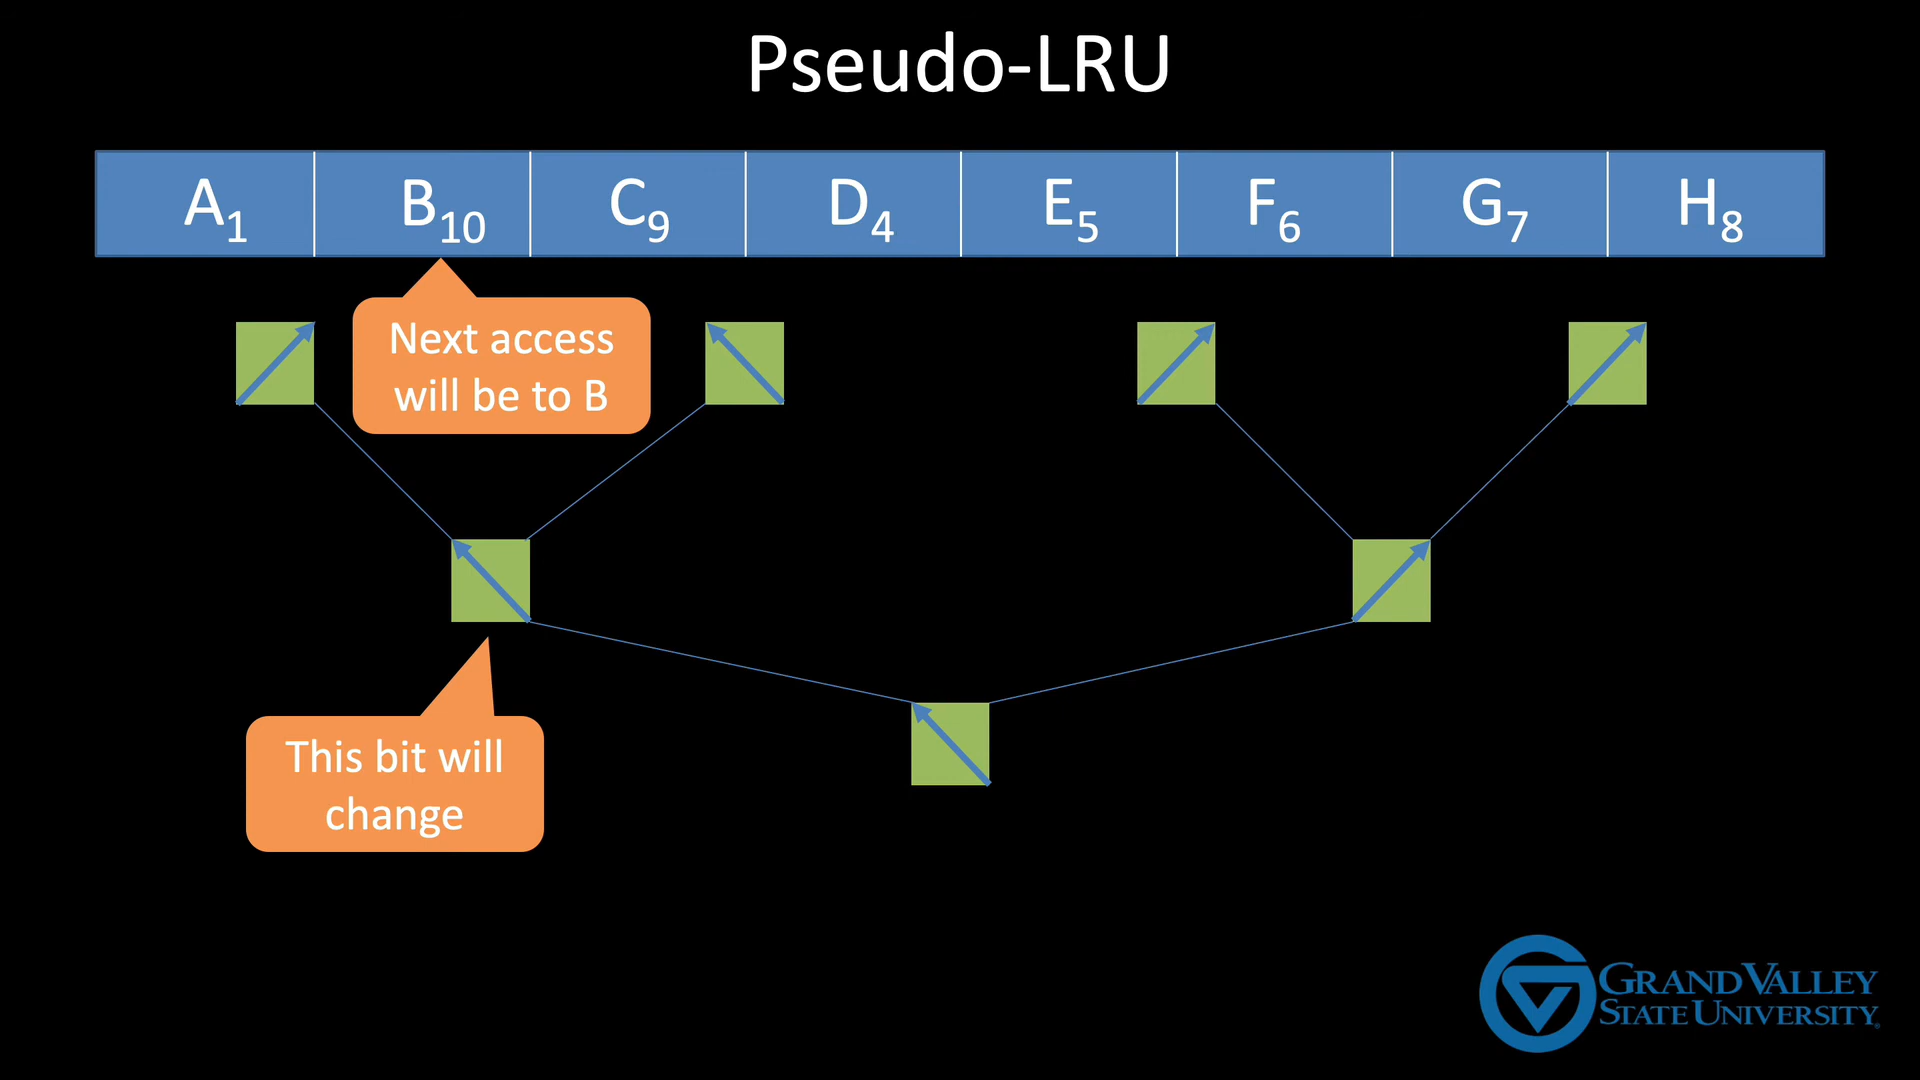 Pseudo-LRU
A1 B10 C9 D4 E5 F6 G7 H8
Next access
will be to B
This bit will
change
GRAND VALLEY
STATE UNIVERSITY